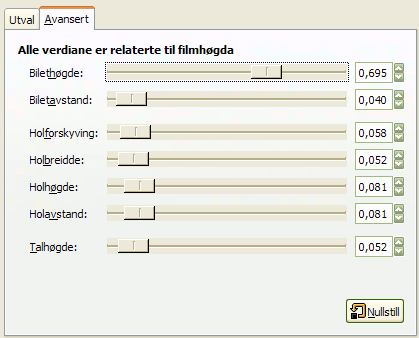 Utval Avansert
Alle verdiane er relaterte til filmhøgda
Bilethøgde: 0,695
Biletavstand: 0,040
Holforskyving: 0,058
Holbreidde: 0,052
Holhøgde: 0,081
Holavstand: 0,081
Talhøgde: 0,052
Nullstill